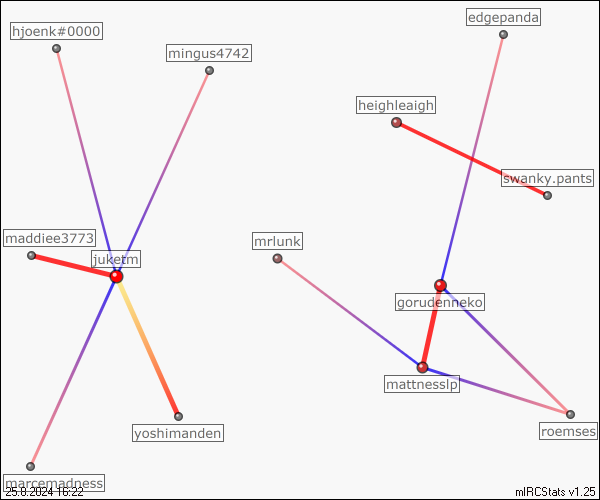 edgepanda
hjoenk#0000
mingus4742
heighleaigh
swanky.pants
maddiee3773
mrlunk
juketm
gorudenneko
mattnesslp
yoshimanden
roemses
marcemadness
25.8.2024 16:22
mIRCStats v1.25